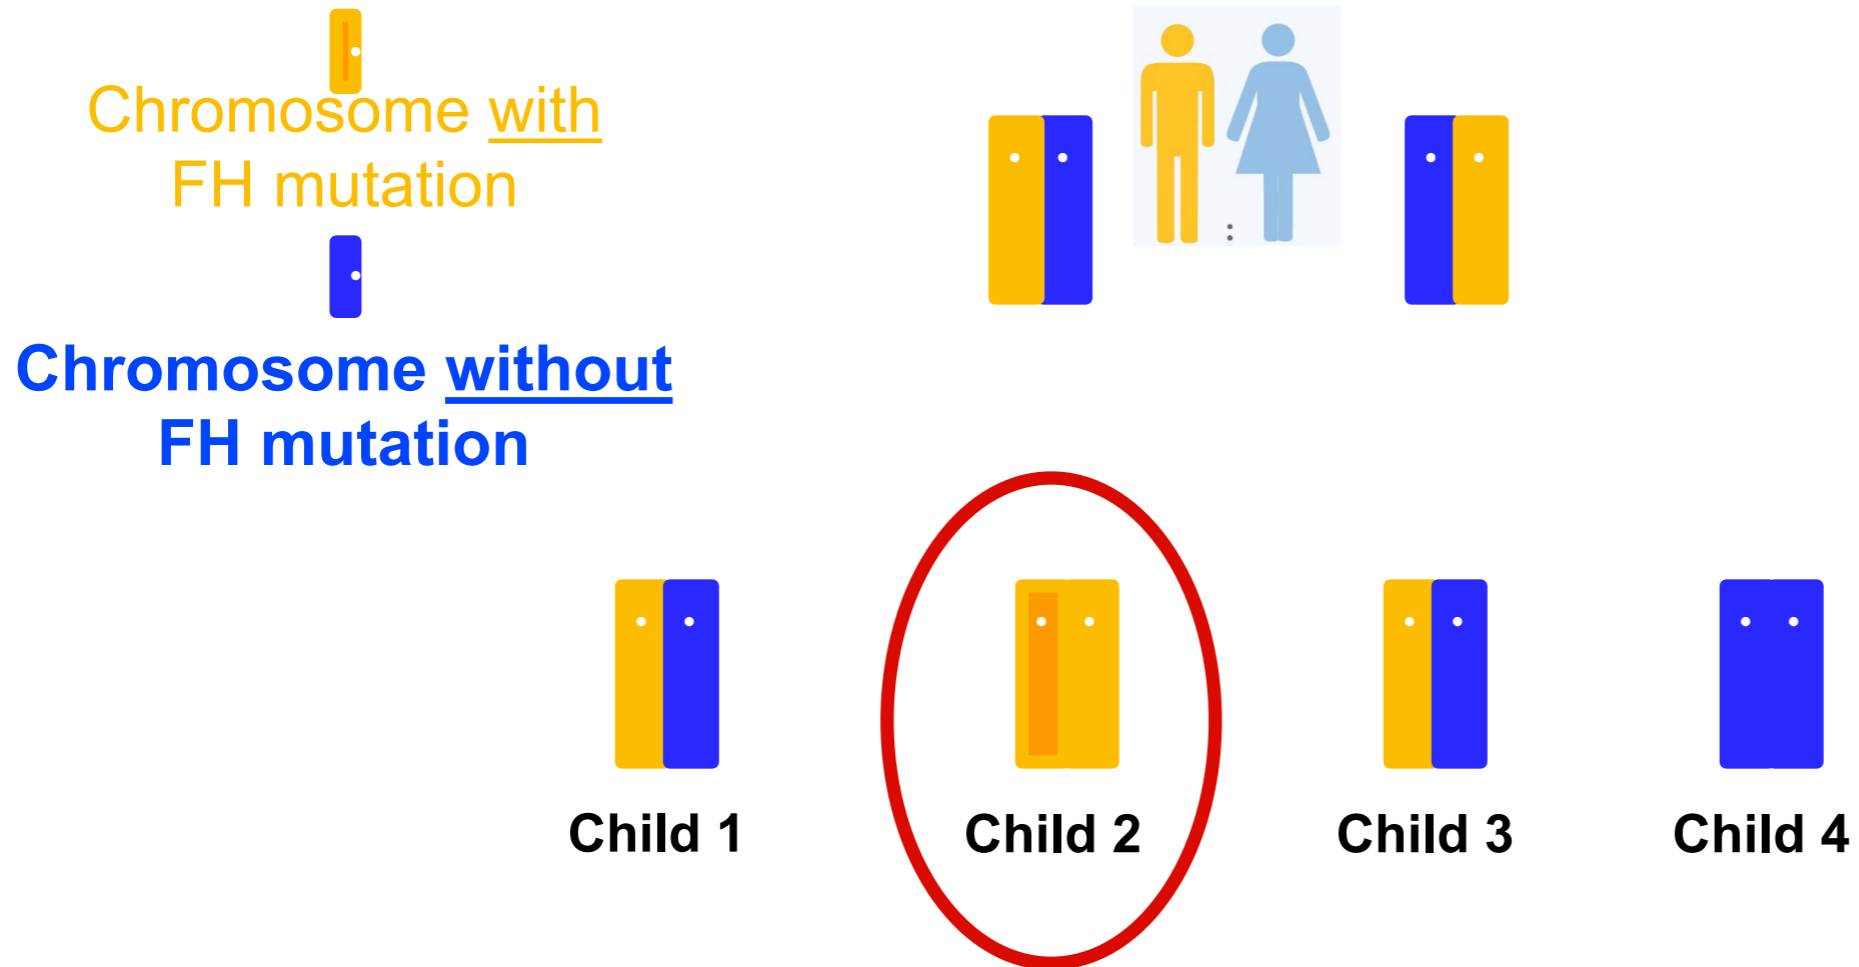 Chromosome with
FH mutation
Chromosome without
FH mutation
:
Child 1
Child 2
Child 3
Child 4